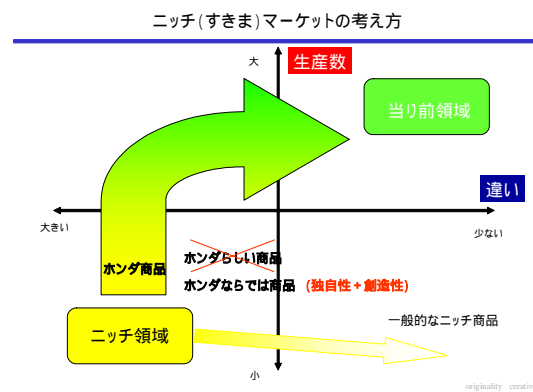 ニッチ(すきま)マーケットの考え方
大
生産数
当り前領域
違い
大きい
少ない
ホンダらしい商品
ホンダ商品
ホンダならでは商品 (独自性+創造性)
一般的なニッチ商品
ニッチ領域
小
originality creativ